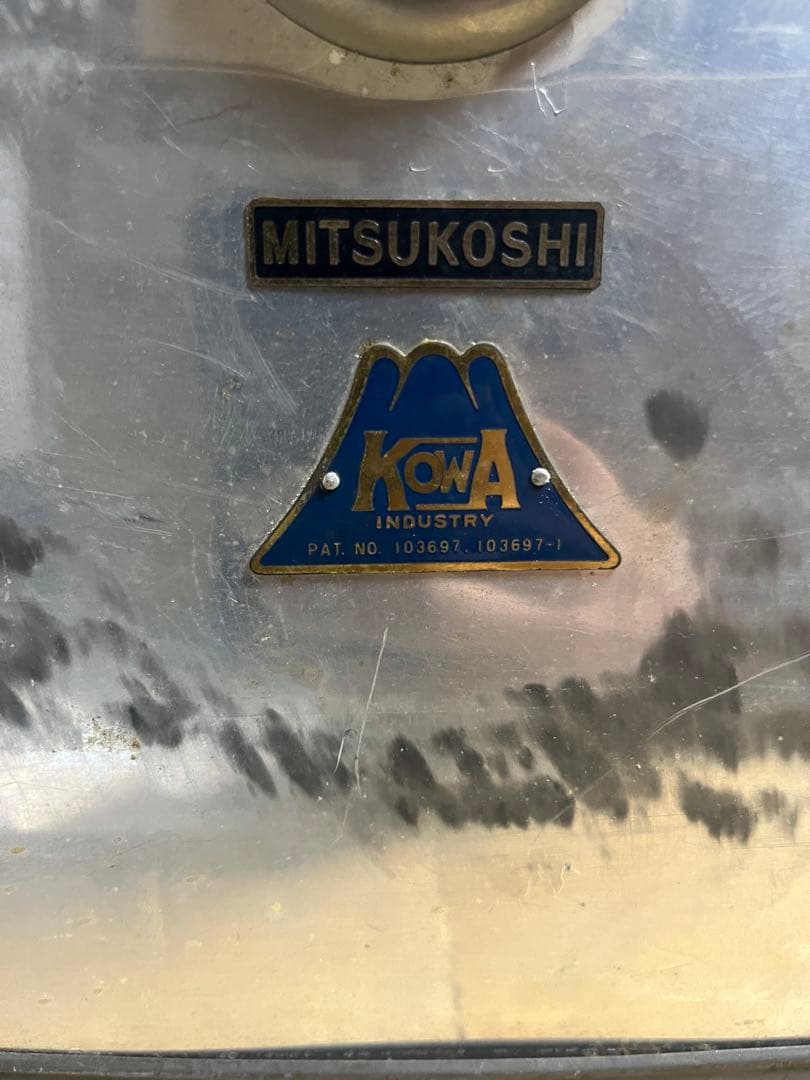 MITSUKOSHI
KOWA
INDUSTRY
PAT. NO. 103697. 103697-1